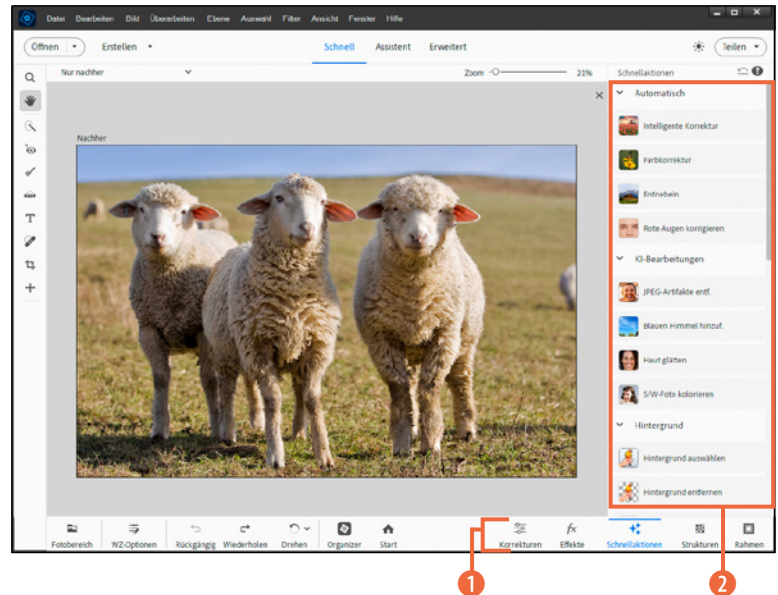 Datei Bearbeiten Bild Überarbeiten Ebene Auswahl Filter Ansicht Fenster Hilfe
Öffnen Erstellen Schnell Assistent Erweitert Teilen
Nur nachher Zoom 21% Schnellaktionen
Automatisch
Nachher
Intelligente Korrektur
Farbkorrektur
Entnebeln
Rote Augen korrigieren
KI-Bearbeitungen
JPEG-Artifakte entf.
Blauen Himmel hinzuf.
Haut glätten
S/W-Foto kolorieren
Hintergrund
Hintergrund auswählen
Hintergrund entfernen
Fotobereich WZ-Optionen Rückgängig Wiederholen Drehen Organizer Start Korrekturen Effekte Schnellaktionen Strukturen Rahmen
1 2